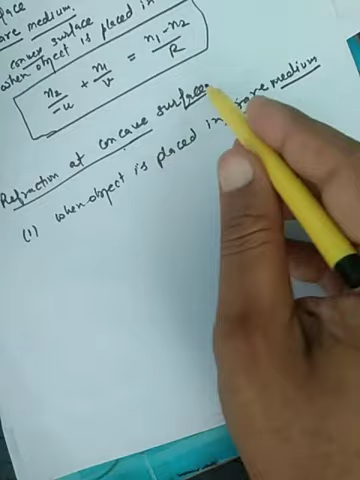 face
are medium.
convex surface
when object is placed in
n2/-u + n1/v = n1-n2/R
Refraction at concave surface
(1) when object is placed in rare medium